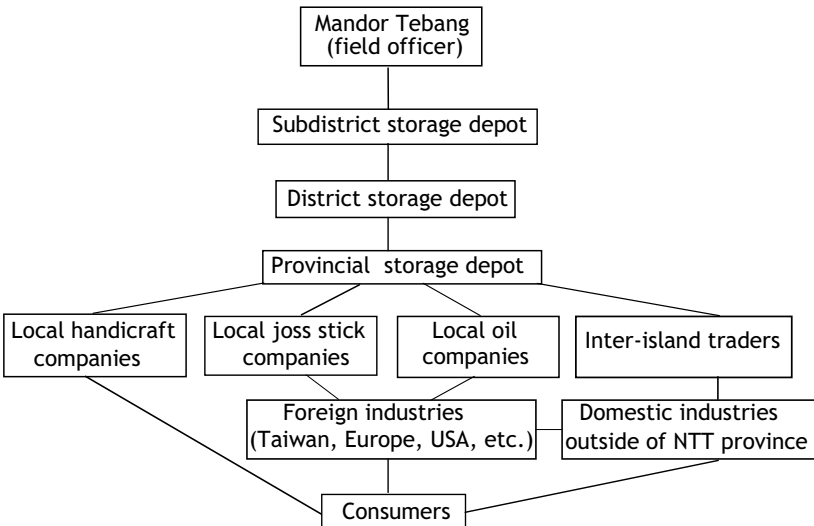 Mandor Tebang
(field officer)
Subdistrict storage depot
District storage depot
Provincial storage depot
Local handicraft
companies
Local joss stick
companies
Local oil
companies
Inter-island traders
Foreign industries
(Taiwan, Europe, USA, etc.)
Domestic industries
outside of NTT province
Consumers